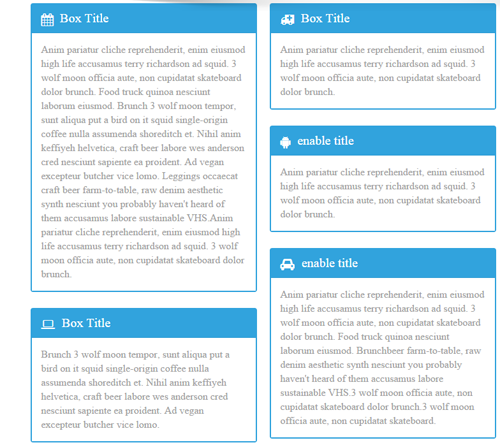 Box Title
Anim pariatur cliche reprehenderit, enim eiusmod
high life accusamus terry richardson ad squid. 3
wolf moon officia aute, non cupidatat skateboard
dolor brunch. Food truck quinoa nesciunt
laborum eiusmod. Brunch 3 wolf moon tempor,
sunt aliqua put a bird on it squid single-origin
coffee nulla assumenda shoreditch et. Nihil anim
keffiyeh helvetica, craft beer labore wes anderson
cred nesciunt sapiente ea proident. Ad vegan
excepteur butcher vice lomo. Leggings occaecat
craft beer farm-to-table, raw denim aesthetic
synth nesciunt you probably haven't heard of
them accusamus labore sustainable VHS.Anim
pariatur cliche reprehenderit, enim eiusmod high
life accusamus terry richardson ad squid. 3 wolf
moon officia aute, non cupidatat skateboard dolor
brunch.
Box Title
Brunch 3 wolf moon tempor, sunt aliqua put a
bird on it squid single-origin coffee nulla
assumenda shoreditch et. Nihil anim keffiyeh
helvetica, craft beer labore wes anderson cred
nesciunt sapiente ea proident. Ad vegan
excepteur butcher vice lomo.
Box Title
Anim pariatur cliche reprehenderit, enim eiusmod
high life accusamus terry richardson ad squid. 3
wolf moon officia aute, non cupidatat skateboard
dolor brunch.
enable title
Anim pariatur cliche reprehenderit, enim eiusmod
high life accusamus terry richardson ad squid. 3
wolf moon officia aute, non cupidatat skateboard
dolor brunch.
enable title
Anim pariatur cliche reprehenderit, enim eiusmod
high life accusamus terry richardson ad squid. 3
wolf moon officia aute, non cupidatat skateboard
dolor brunch. Food truck quinoa nesciunt
laborum eiusmod. Brunchbeer farm-to-table, raw
denim aesthetic synth nesciunt you probably
haven't heard of them accusamus labore
sustainable VHS.3 wolf moon officia aute, non
cupidatat skateboard dolor brunch.3 wolf moon
officia aute, non cupidatat skateboard dolor
brunch.